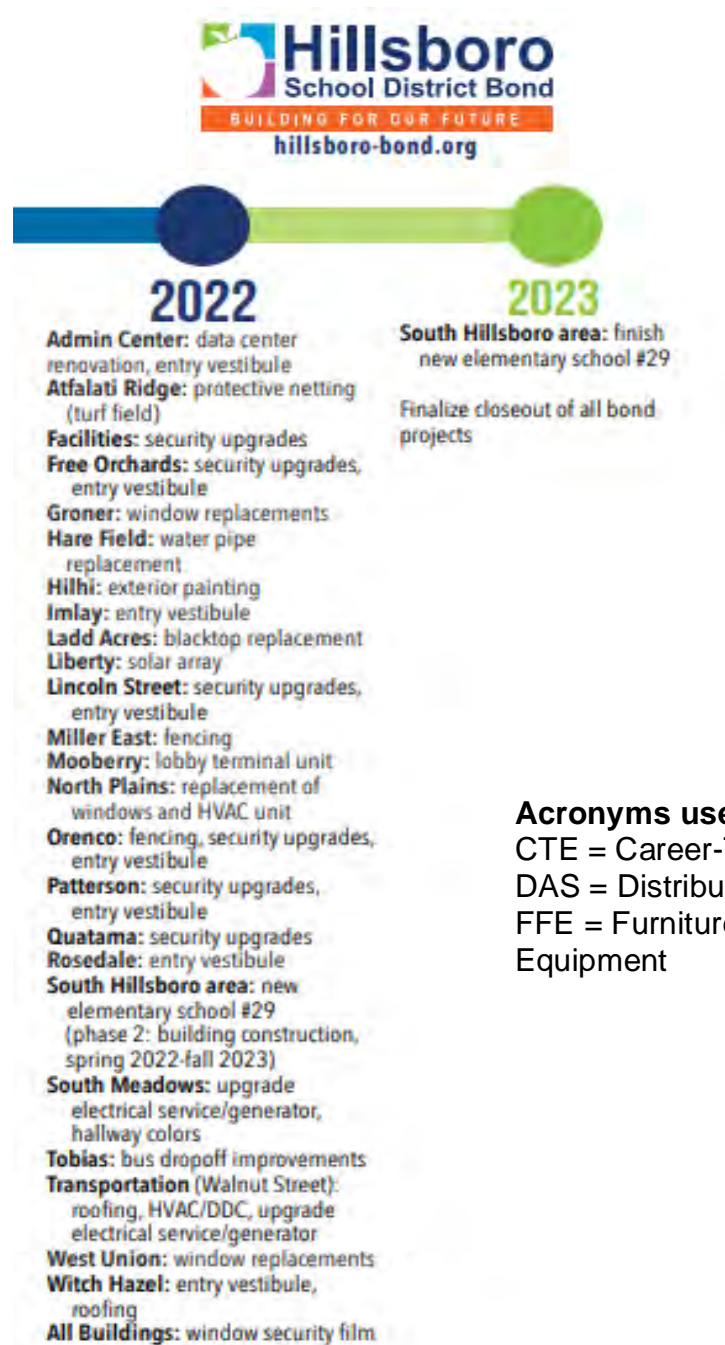 Hillsboro
School District Bond
BUILDING FOR OUR FUTURE
hillsboro-bond.org
2022
Admin Center: data center
renovation, entry vestibule
Atfalati Ridge: protective netting
(turf field)
Facilities: security upgrades
Free Orchards: security upgrades,
entry vestibule
Groner: window replacements
Hare Field: water pipe
replacement
Hilhi: exterior painting
Imlay: entry vestibule
Ladd Acres: blacktop replacement
Liberty: solar array
Lincoln Street: security upgrades,
entry vestibule
Miller East: fencing
Mooberry: lobby terminal unit
North Plains: replacement of
windows and HVAC unit
Orenco: fencing, security upgrades,
entry vestibule
Patterson: security upgrades,
entry vestibule
Quatama: security upgrades
Rosedale: entry vestibule
South Hillsboro area: new
elementary school #29
(phase 2: building construction,
spring 2022-fall 2023)
South Meadows: upgrade
electrical service/generator,
hallway colors
Tobias: bus dropoff improvements
Transportation (Walnut Street):
roofing, HVAC/DDC, upgrade
electrical service/generator
West Union: window replacements
Witch Hazel: entry vestibule,
roofing
All Buildings: window security film
2023
South Hillsboro area: finish
new elementary school #29
Finalize closeout of all bond
projects
Acronyms use
CTE = Career-
DAS = Distribu
FFE = Furniture
Equipment